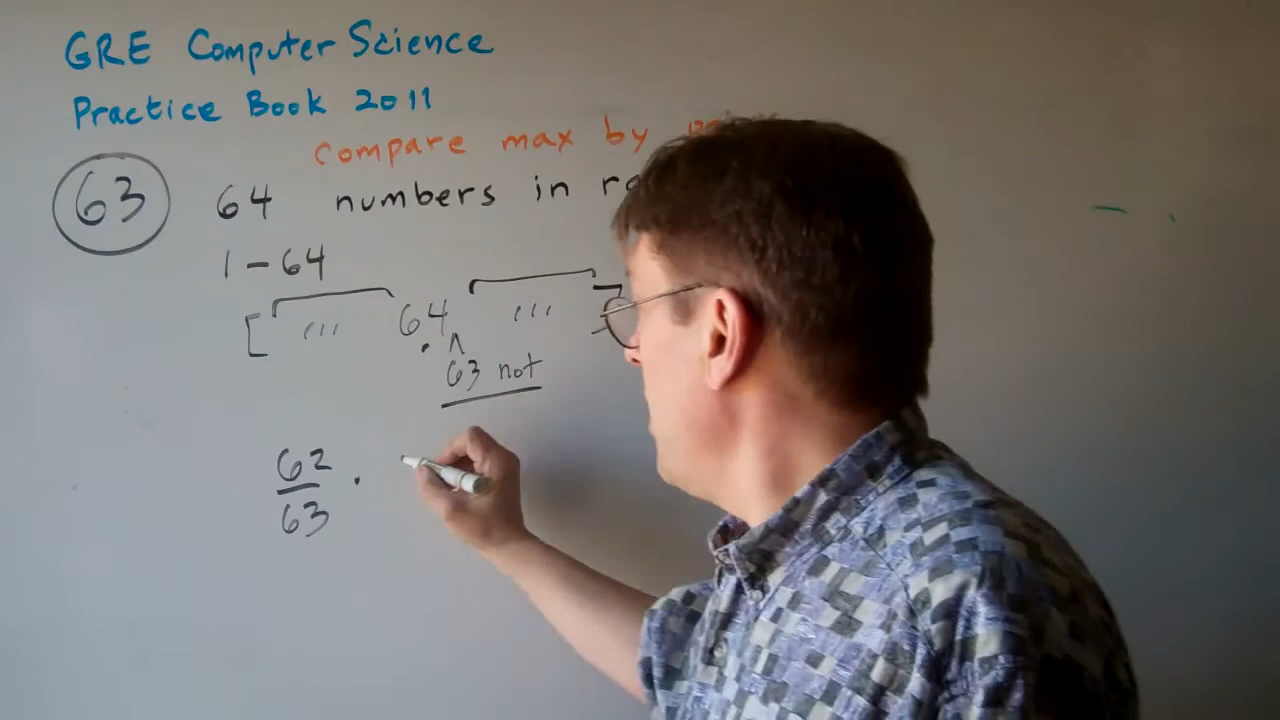 GRE Computer Science
Practice Book 2011
compare max by
63 64 numbers in
1-64
[ ... 64 ... ]
63 not
62
63 .